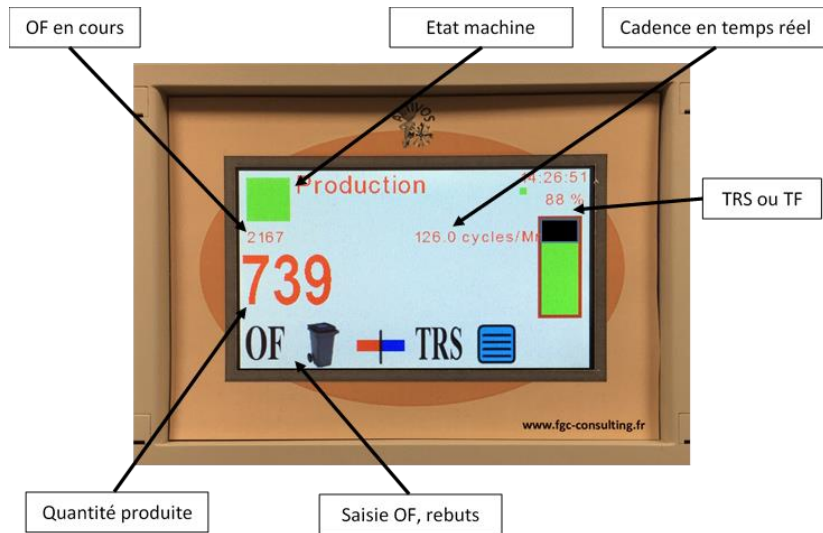 OF en cours
Etat machine
Cadence en temps réel
Production
14:26:51
88 %
TRS ou TF
2167
126.0 cycles/Mn
739
OF
TRS
www.fgc-consulting.fr
Quantité produite
Saisie OF, rebuts